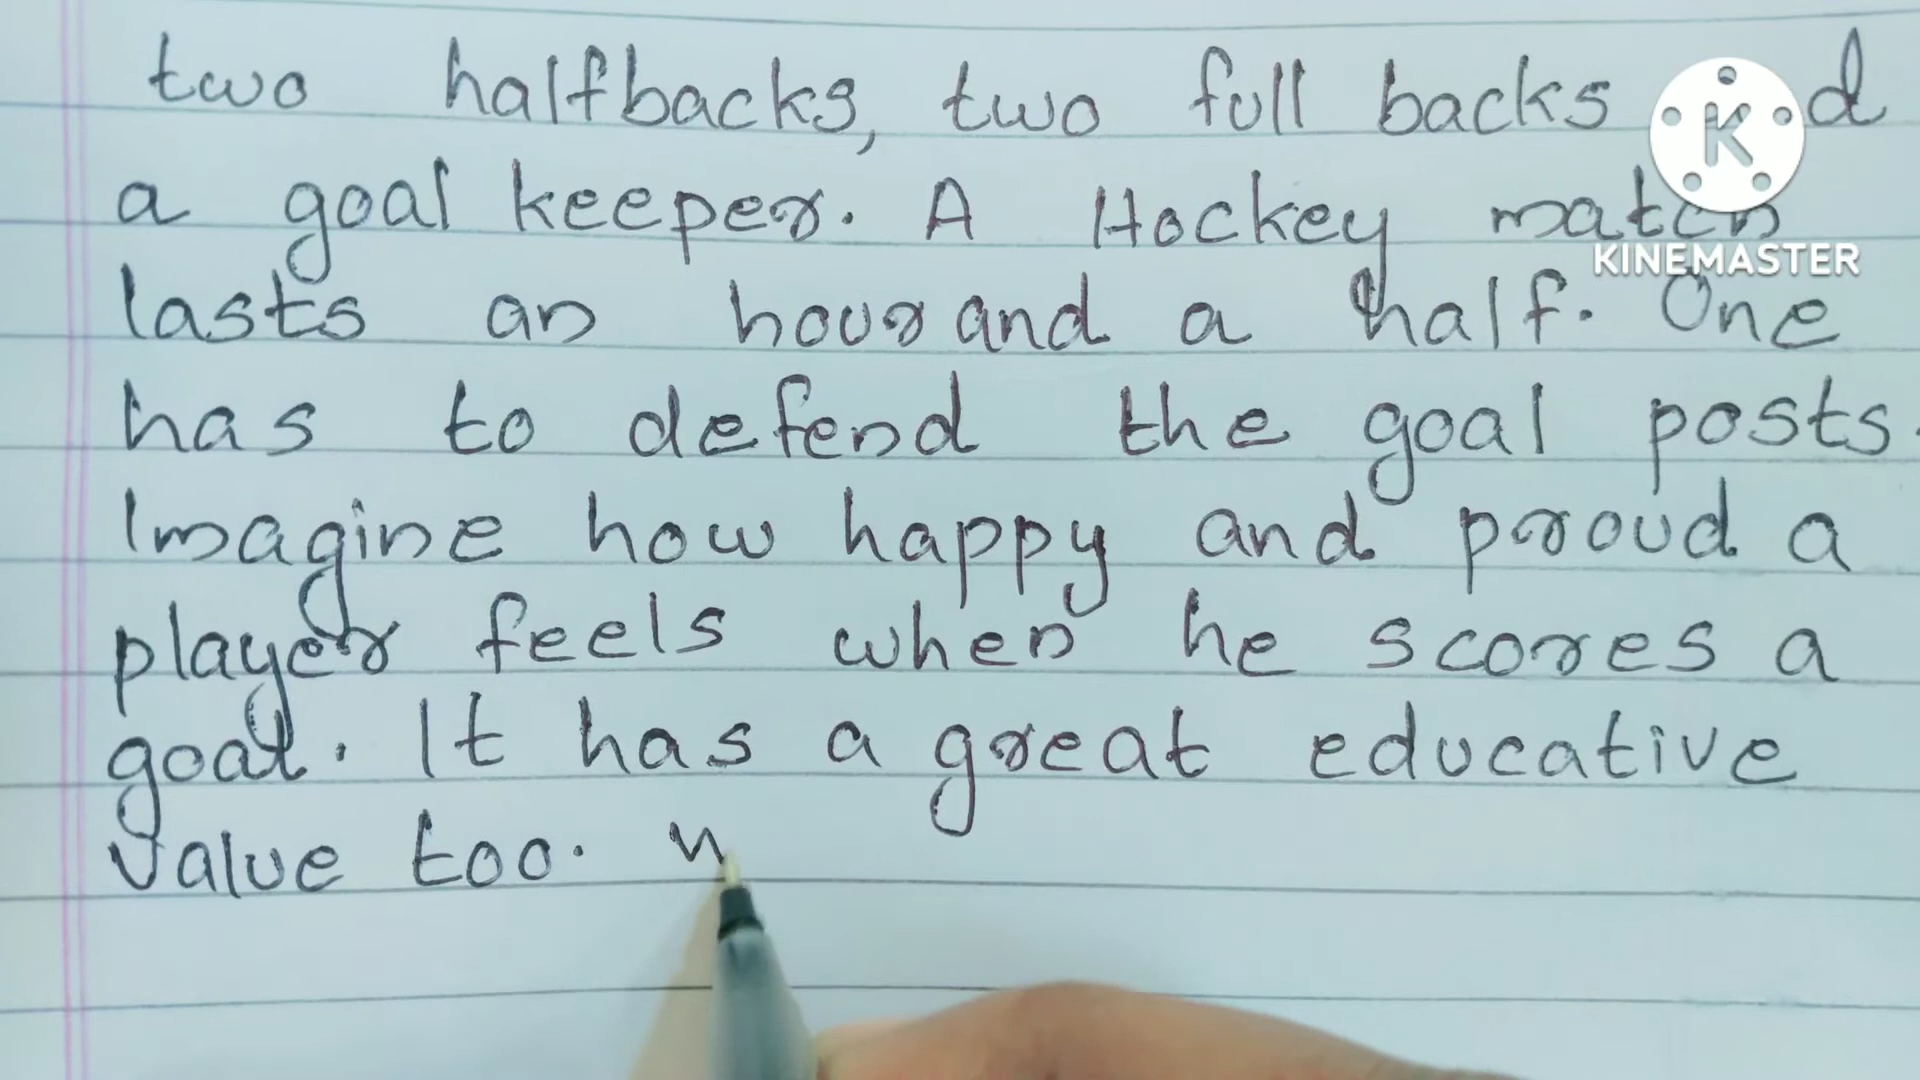 two halfbacks, two full backs and
a goal keeper. A Hockey match
KINEMASTER
lasts an hour and a half. One
has to defend the goal posts.
Imagine how happy and proud a
player feels when he scores a
goal. It has a great educative
value too.